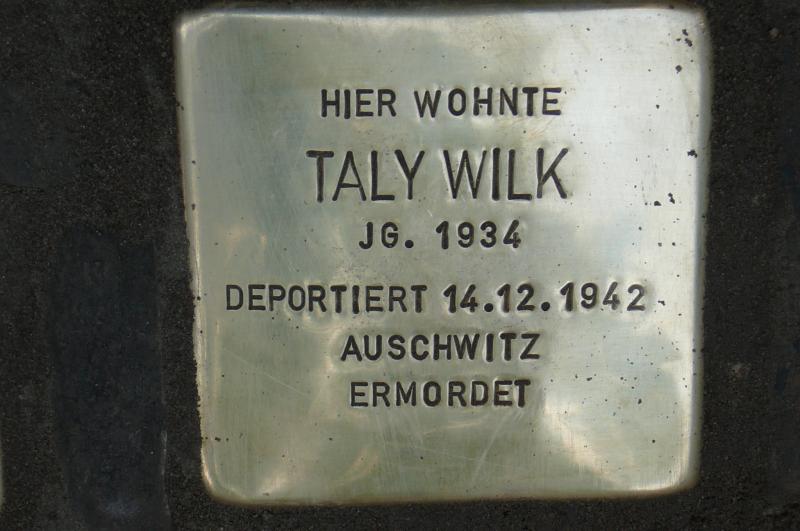 HIER WOHNTE
TALY WILK
JG. 1934
DEPORTIERT 14.12.1942
AUSCHWITZ
ERMORDET